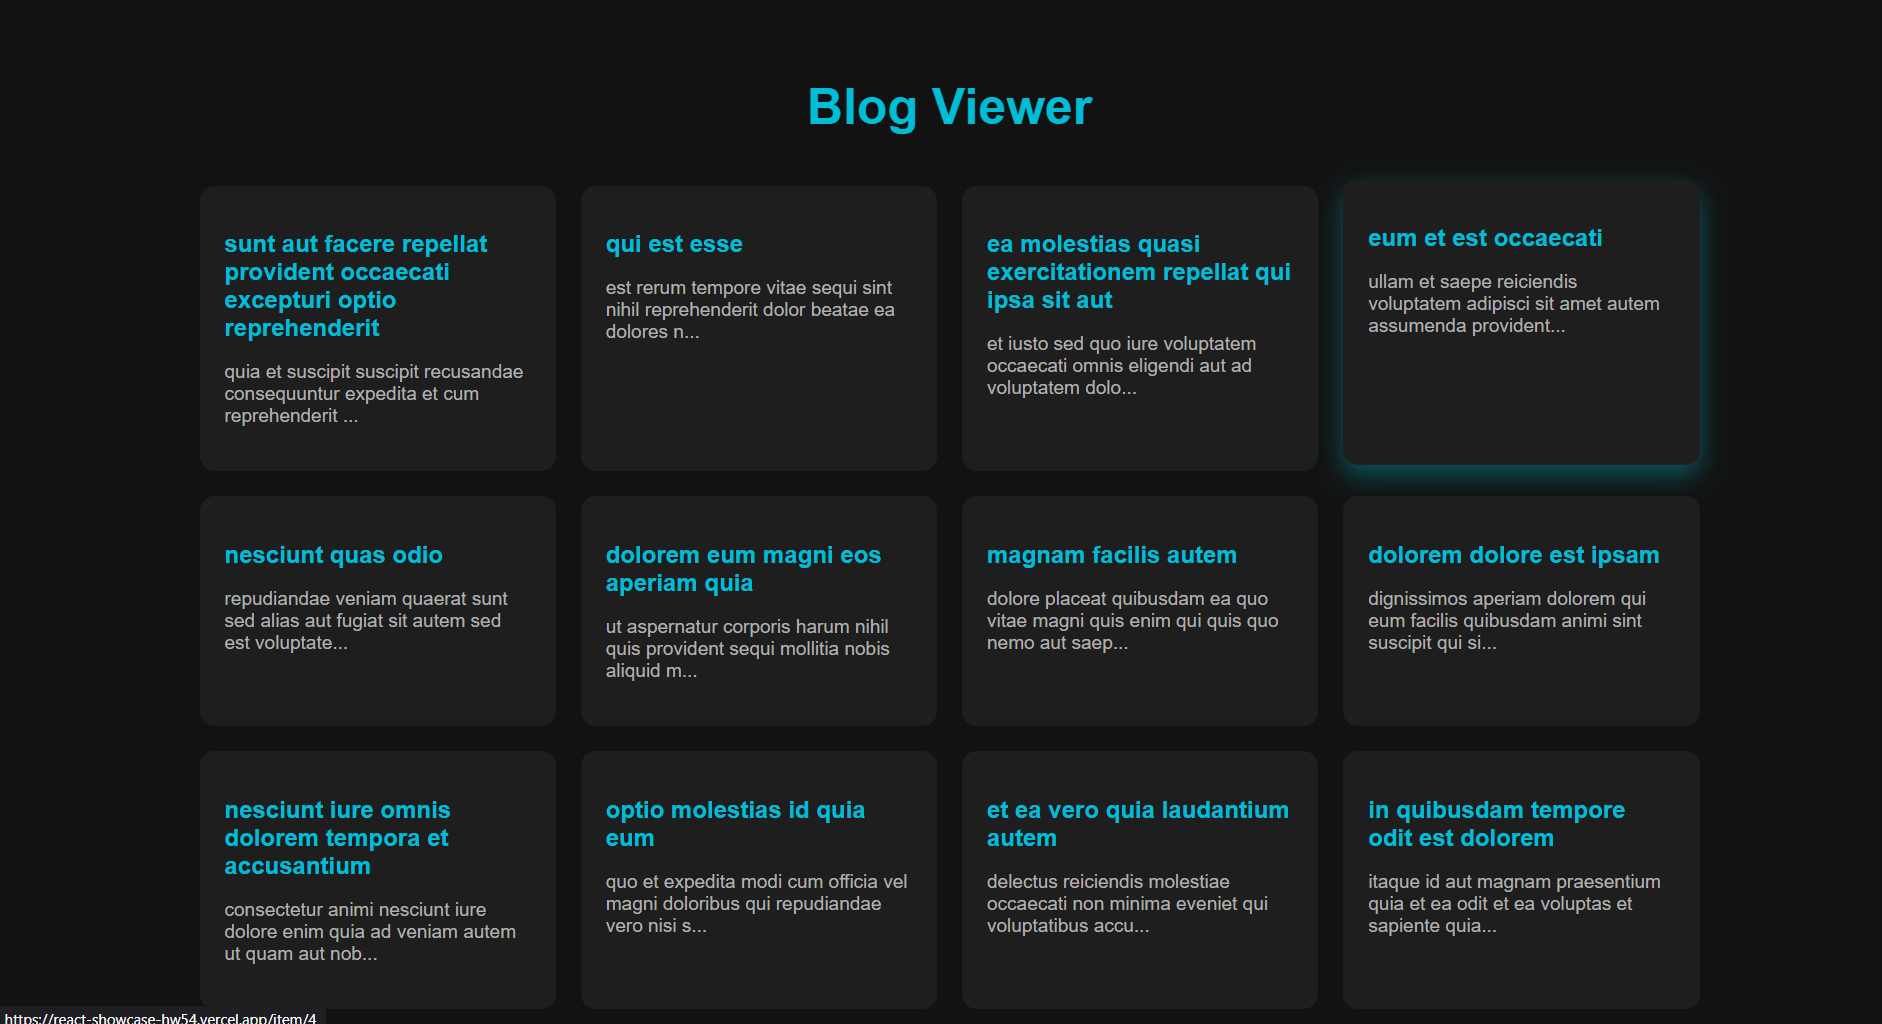 Blog Viewer
sunt aut facere repellat
provident occaecati
excepturi optio
reprehenderit
quia et suscipit suscipit recusandae
consequuntur expedita et cum
reprehenderit ...
qui est esse
est rerum tempore vitae sequi sint
nihil reprehenderit dolor beatae ea
dolores n...
ea molestias quasi
exercitationem repellat qui
ipsa sit aut
et iusto sed quo iure voluptatem
occaecati omnis eligendi aut ad
voluptatem dolo...
eum et est occaecati
ullam et saepe reiciendis
voluptatem adipisci sit amet autem
assumenda provident...
nesciunt quas odio
repudiandae veniam quaerat sunt
sed alias aut fugiat sit autem sed
est voluptate...
dolorem eum magni eos
aperiam quia
ut aspernatur corporis harum nihil
quis provident sequi mollitia nobis
aliquid m...
magnam facilis autem
dolore placeat quibusdam ea quo
vitae magni quis enim qui quis quo
nemo aut saep...
dolorem dolore est ipsam
dignissimos aperiam dolorem qui
eum facilis quibusdam animi sint
suscipit qui si...
nesciunt iure omnis
dolorem tempora et
accusantium
consectetur animi nesciunt iure
dolore enim quia ad veniam autem
ut quam aut nob...
optio molestias id quia
eum
quo et expedita modi cum officia vel
magni doloribus qui repudiandae
vero nisi s...
et ea vero quia laudantium
autem
delectus reiciendis molestiae
occaecati non minima eveniet qui
voluptatibus accu...
in quibusdam tempore
odit est dolorem
itaque id aut magnam praesentium
quia et ea odit et ea voluptas et
sapiente quia...
https://react-showcase-hw54.vercel.app/item/4